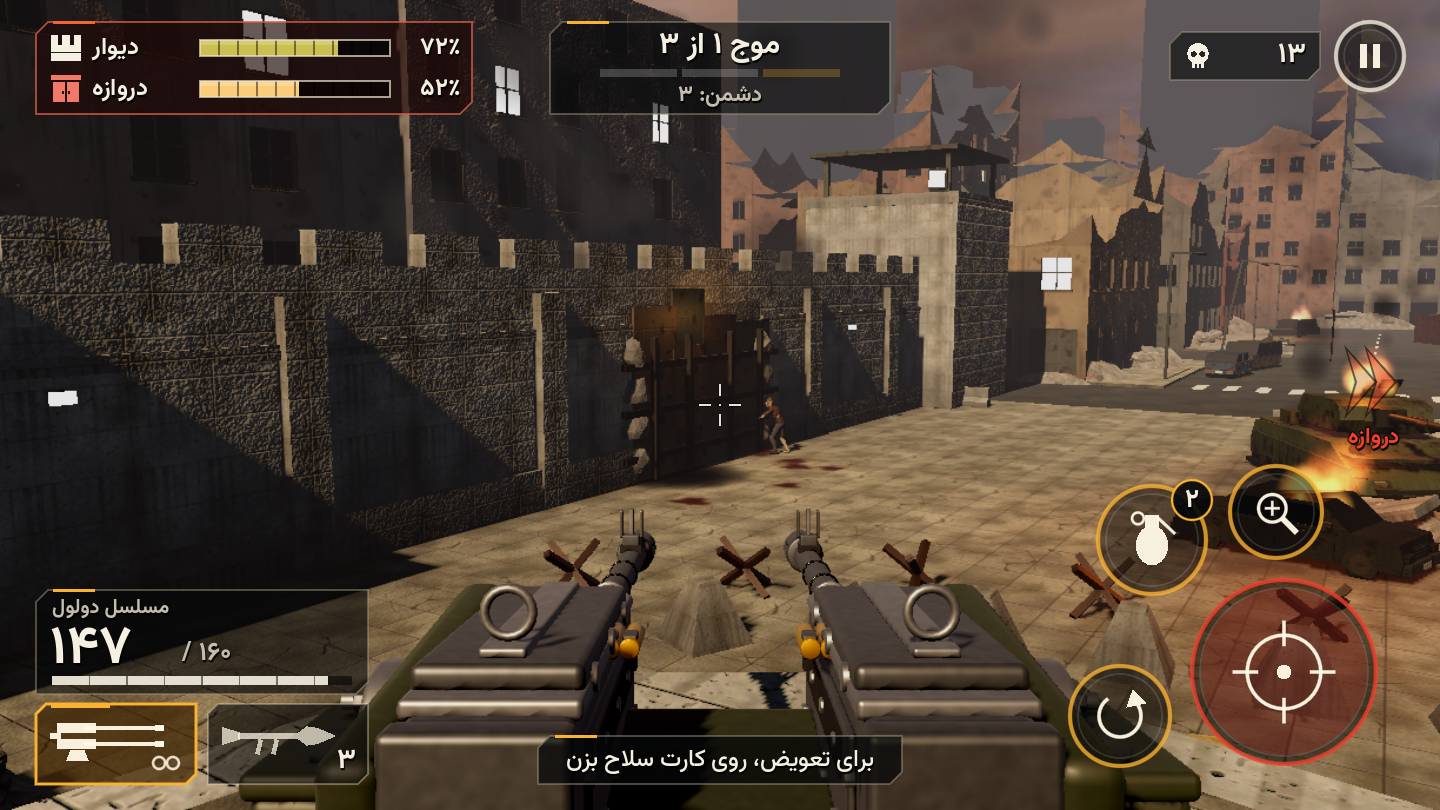 دیوار ۷۲٪
دروازه ۵۲٪
موج ۱ از ۳
دشمن: ۳
۱۳
دروازه
۲
مسلسل دولول
۱۴۷ / ۱۶۰
∞
۳
برای تعویض، روی کارت سلاح بزن